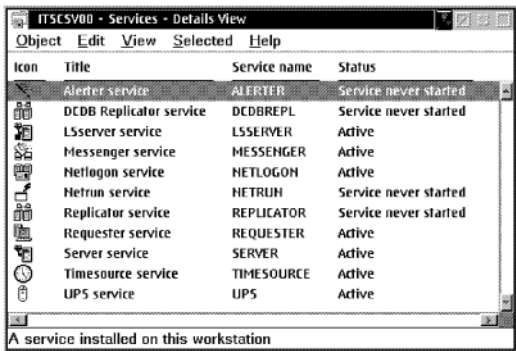 ITSCSV00 - Services - Details View
Object Edit View Selected Help
Icon Title Service name Status
Alerter service ALERTER Service never started
DCDB Replicator service DCDBREPL Service never started
LSserver service LSSERVER Active
Messenger service MESSENGER Active
Netlogon service NETLOGON Active
Netrun service NETRUN Service never started
Replicator service REPLICATOR Service never started
Requester service REQUESTER Active
Server service SERVER Active
Timesource service TIMESOURCE Active
UPS service UPS Active
A service installed on this workstation